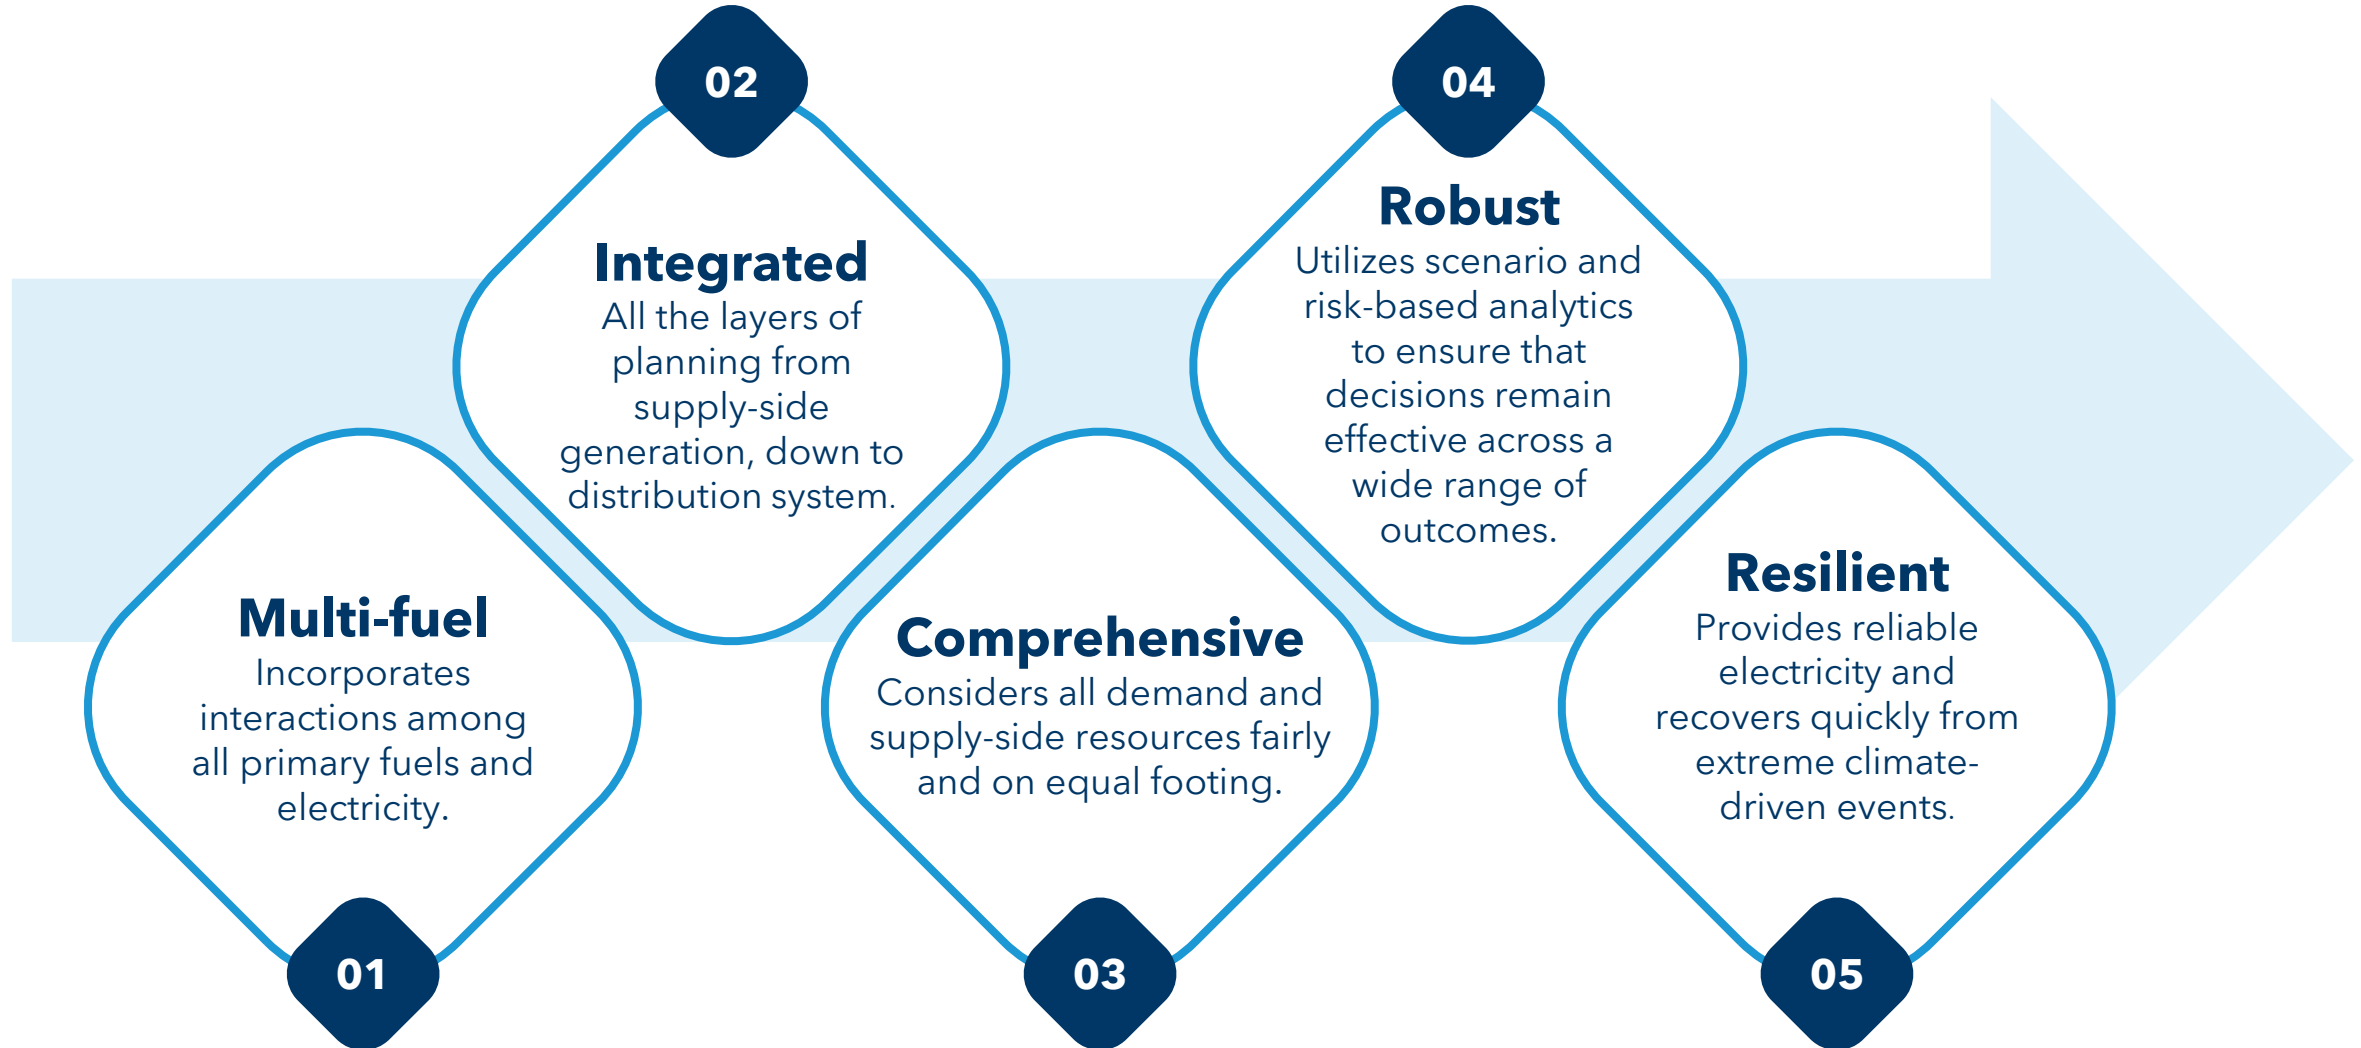 01
Multi-fuel
Incorporates
interactions among
all primary fuels and
electricity.
02
Integrated
All the layers of
planning from
supply-side
generation, down to
distribution system.
03
Comprehensive
Considers all demand and
supply-side resources fairly
and on equal footing.
04
Robust
Utilizes scenario and
risk-based analytics
to ensure that
decisions remain
effective across a
wide range of
outcomes.
05
Resilient
Provides reliable
electricity and
recovers quickly from
extreme climate-
driven events.